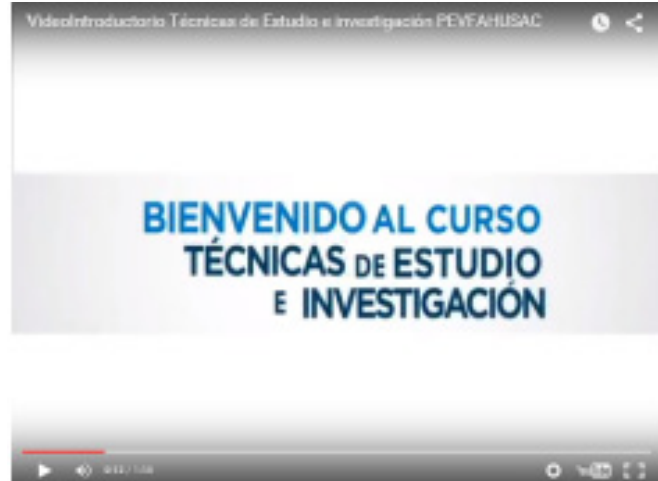 VideoIntroductorio Técnicas de Estudio e investigación PEVFAHUSAC
BIENVENIDO AL CURSO
TÉCNICAS DE ESTUDIO
E INVESTIGACIÓN